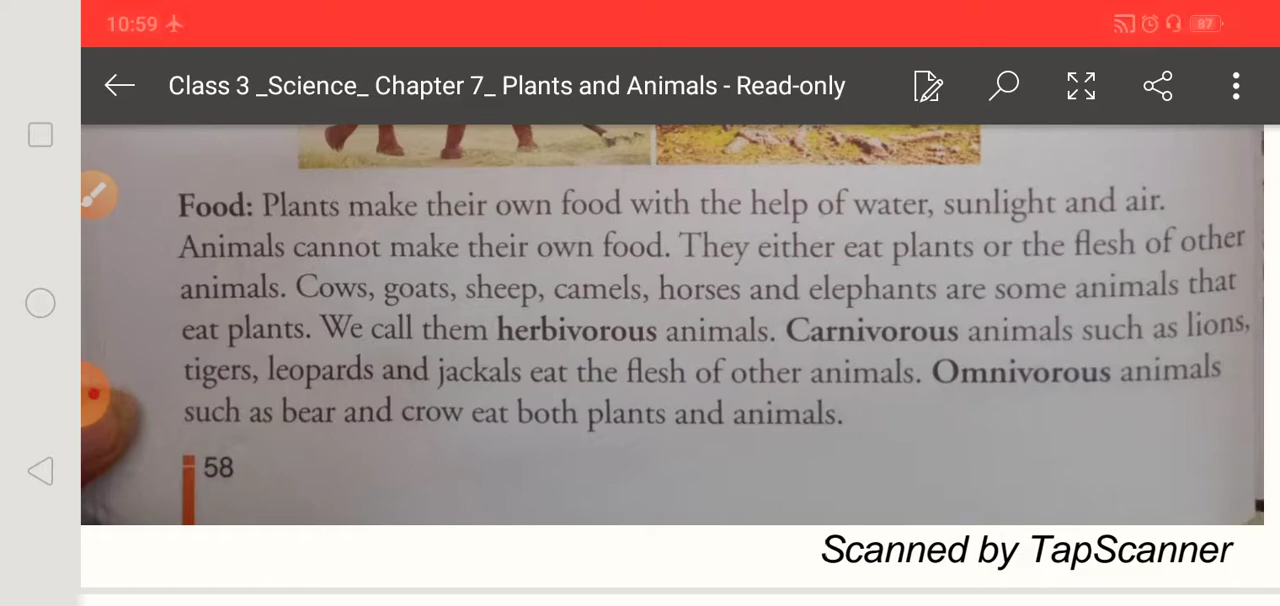 10:59
87
Class 3 _Science_ Chapter 7_ Plants and Animals - Read-only
Food: Plants make their own food with the help of water, sunlight and air.
Animals cannot make their own food. They either eat plants or the flesh of other
animals. Cows, goats, sheep, camels, horses and elephants are some animals that
eat plants. We call them herbivorous animals. Carnivorous animals such as lions,
tigers, leopards and jackals eat the flesh of other animals. Omnivorous animals
such as bear and crow eat both plants and animals.
58
Scanned by TapScanner